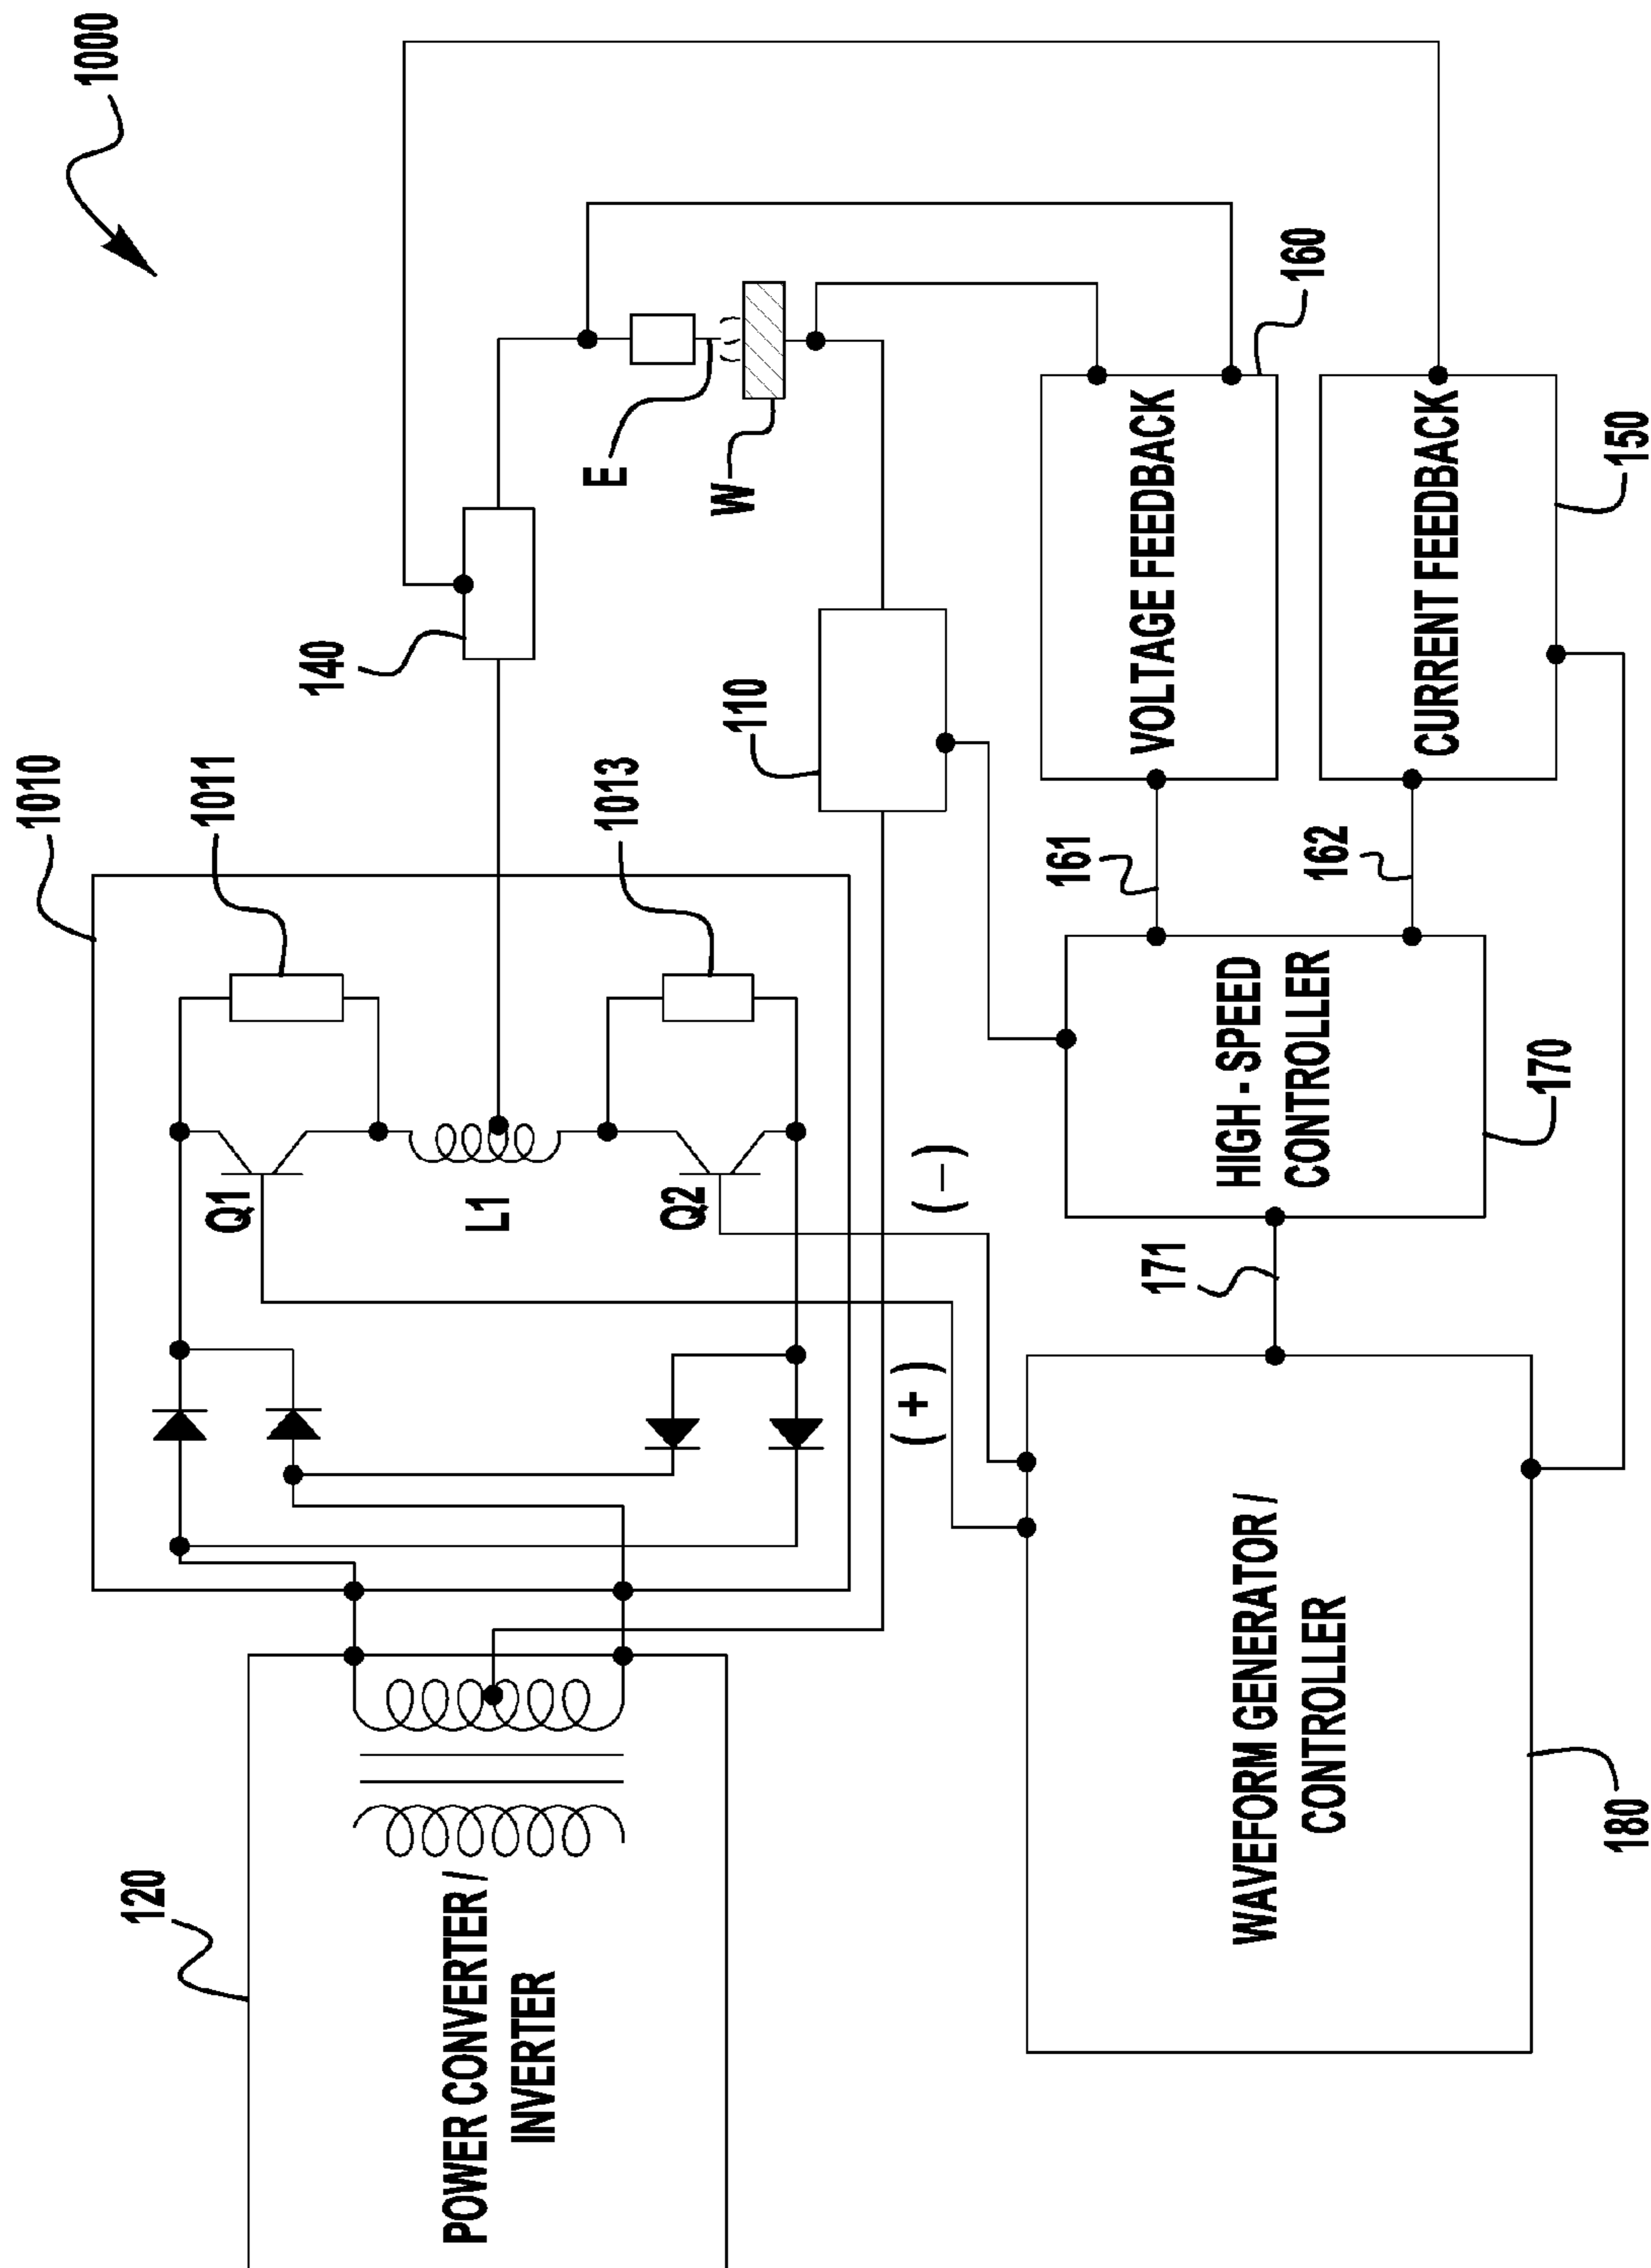 1000
1010
1011
1013
140
110
120
Q1
L1
Q2
E
W
( + )
( − )
POWER CONVERTER /
INVERTER
WAVEFORM GENERATOR /
CONTROLLER
180
171
HIGH - SPEED
CONTROLLER
170
161
162
VOLTAGE FEEDBACK
160
CURRENT FEEDBACK
150